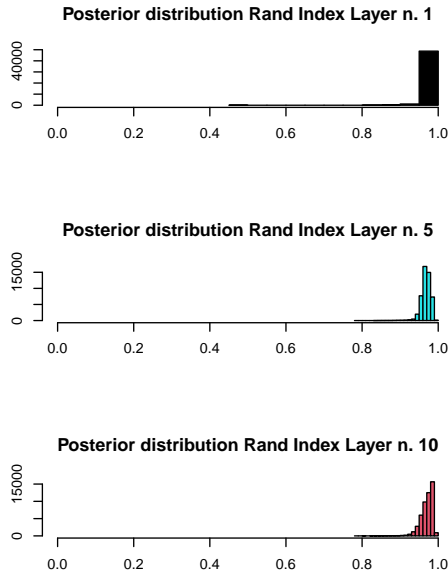 Posterior distribution Rand Index Layer n. 1
40000
0
0.0 0.2 0.4 0.6 0.8 1.0
Posterior distribution Rand Index Layer n. 5
15000
0
0.0 0.2 0.4 0.6 0.8 1.0
Posterior distribution Rand Index Layer n. 10
15000
0
0.0 0.2 0.4 0.6 0.8 1.0